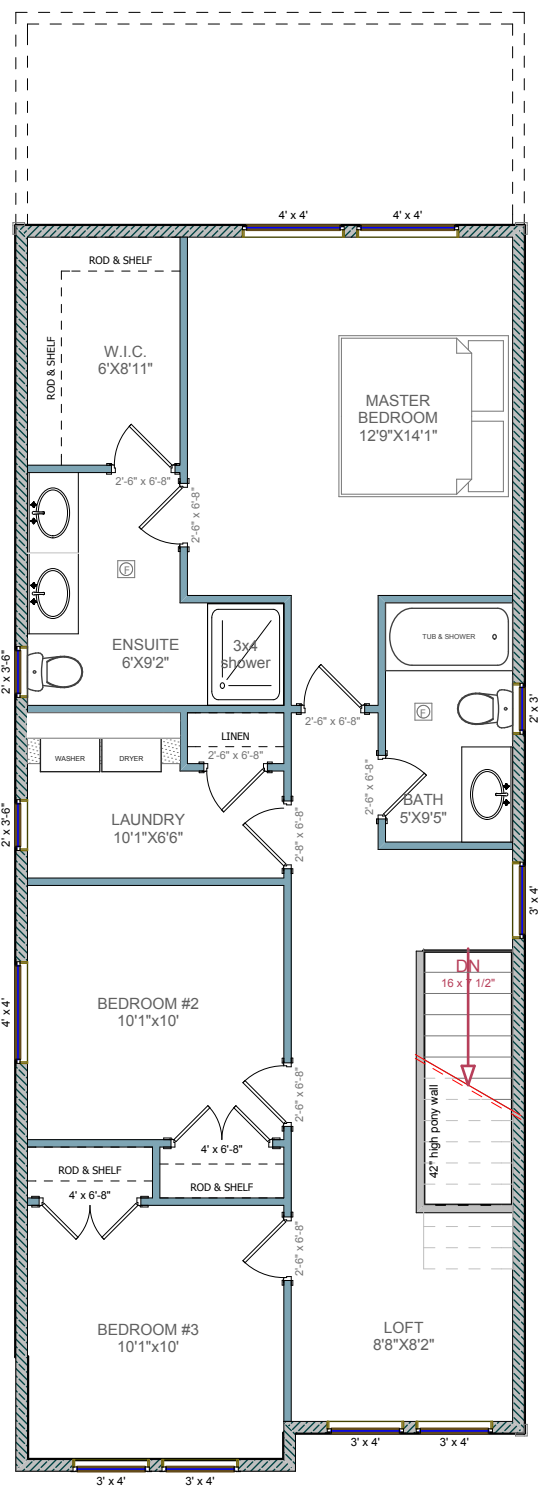 4' x 4'
4' x 4'
ROD & SHELF
ROD & SHELF
W.I.C.
6'X8'11"
MASTER
BEDROOM
12'9"X14'1"
2'-6" x 6'-8"
2'-6" x 6'-8"
F
ENSUITE
6'X9'2"
3x4
shower
TUB & SHOWER
2' x 3'-6"
2'-6" x 6'-8"
F
2' x 3'
LINEN
2'-6" x 6'-8"
WASHER
DRYER
2'-6" x 6'-8"
BATH
5'X9'5"
2' x 3'-6"
LAUNDRY
10'1"X6'6"
2'-8" x 6'-8"
3' x 4'
DN
16 x 7 1/2"
4' x 4'
BEDROOM #2
10'1"x10'
2'-6" x 6'-8"
42" high pony wall
4' x 6'-8"
ROD & SHELF
ROD & SHELF
4' x 6'-8"
2'-6" x 6'-8"
BEDROOM #3
10'1"x10'
LOFT
8'8"X8'2"
3' x 4'
3' x 4'
3' x 4'
3' x 4'